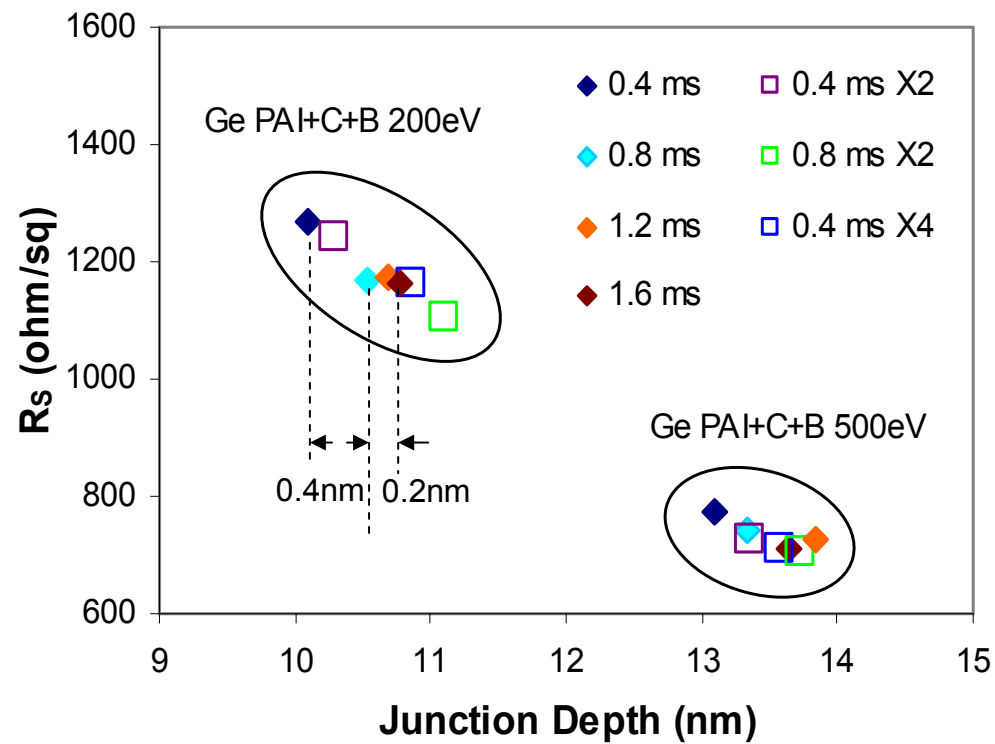 1600
1400
1200
1000
800
600
Rs (ohm/sq)
Ge PAI+C+B 200eV
0.4 ms
0.4 ms X2
0.8 ms
0.8 ms X2
1.2 ms
0.4 ms X4
1.6 ms
0.4nm
0.2nm
Ge PAI+C+B 500eV
9 10 11 12 13 14 15
Junction Depth (nm)